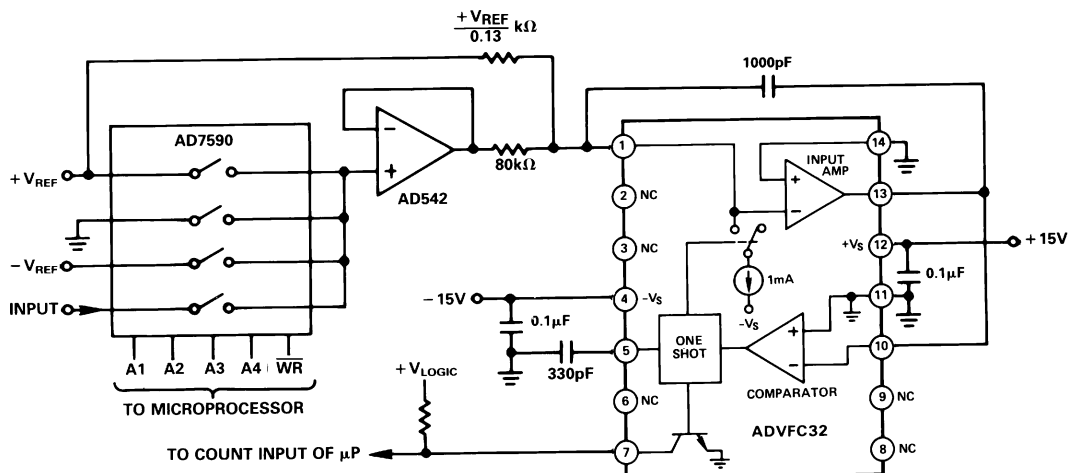 + VREF
0.13 kΩ
1000pF
AD7590
80kΩ
AD542
+ VREF
− VREF
INPUT
A1 A2 A3 A4 WR
TO MICROPROCESSOR
−15V
0.1μF
330pF
+ VLOGIC
TO COUNT INPUT OF μP
1
2 NC
3 NC
4 −VS
5
6 NC
7
14
13
+VS 12
11
10
9 NC
8 NC
INPUT
AMP
+
−
1mA
−VS
ONE
SHOT
+
−
COMPARATOR
ADVFC32
+ 15V
0.1μF
−
+